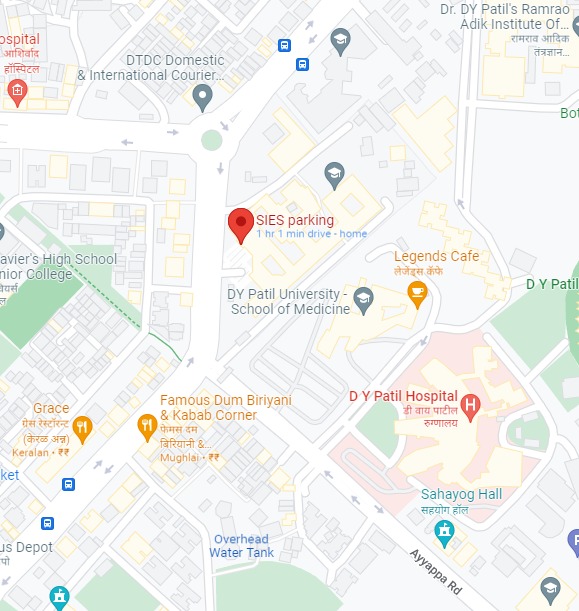 Dr. DY Patil's Ramrao
Adik Institute Of...
रामराव आदिक
तंत्रज्ञान...
ospital
आशिर्वाद
हॉस्पिटल
DTDC Domestic
& International Courier...
Bot
SIES parking
1 hr 1 min drive - home
avier's High School
nior College
Legends Cafe
लेजेंड्स कॅफे
D Y Patil
DY Patil University -
School of Medicine
D Y Patil Hospital
डी वाय पाटील
रुग्णालय
Famous Dum Biriyani
& Kabab Corner
फेमस दम
बिरियानी &...
Mughlai • ₹₹
Grace
ग्रेस रेस्टॉरंट
(केरळ अन्न)
Keralan • ₹₹
ket
Sahayog Hall
सहयोग हॉल
us Depot
पो
Overhead
Water Tank
Ayyappa Rd